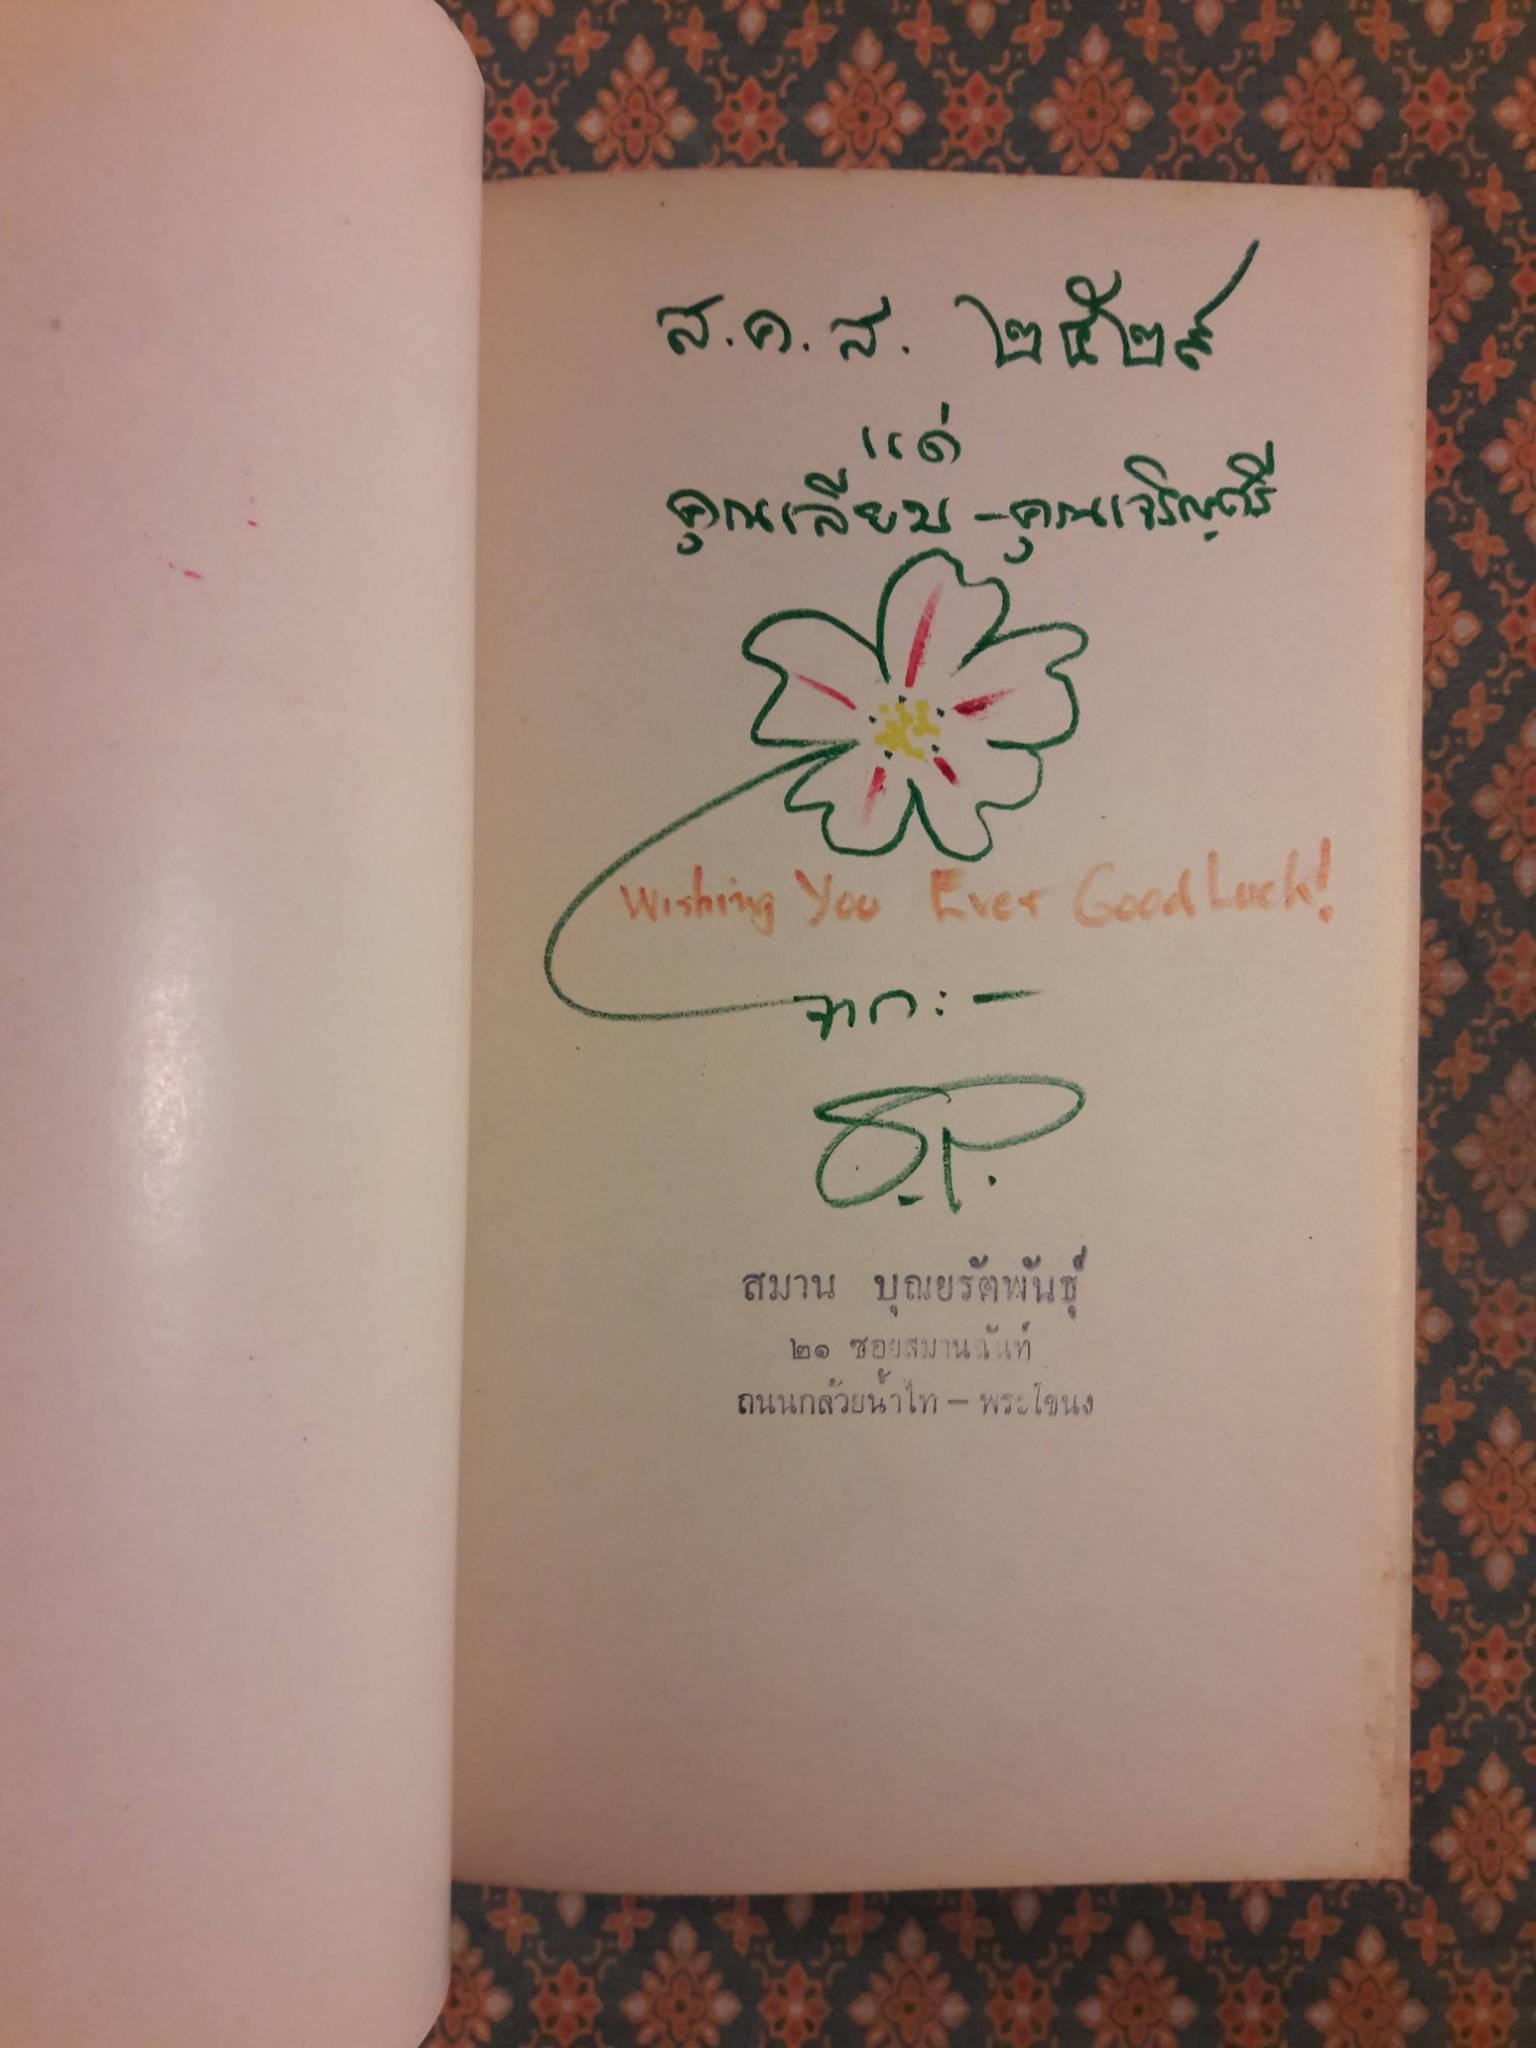 ส.ค.ส. ๒๕๒๙
แด่
คุณเลียบ - คุณเจริญศรี
Wishing You Ever Good Luck!
จาก : -
S.P.
สมาน บุณยรัตพันธุ์
๒๑ ซอยสมานฉันท์
ถนนกล้วยน้ำไท - พระโขนง